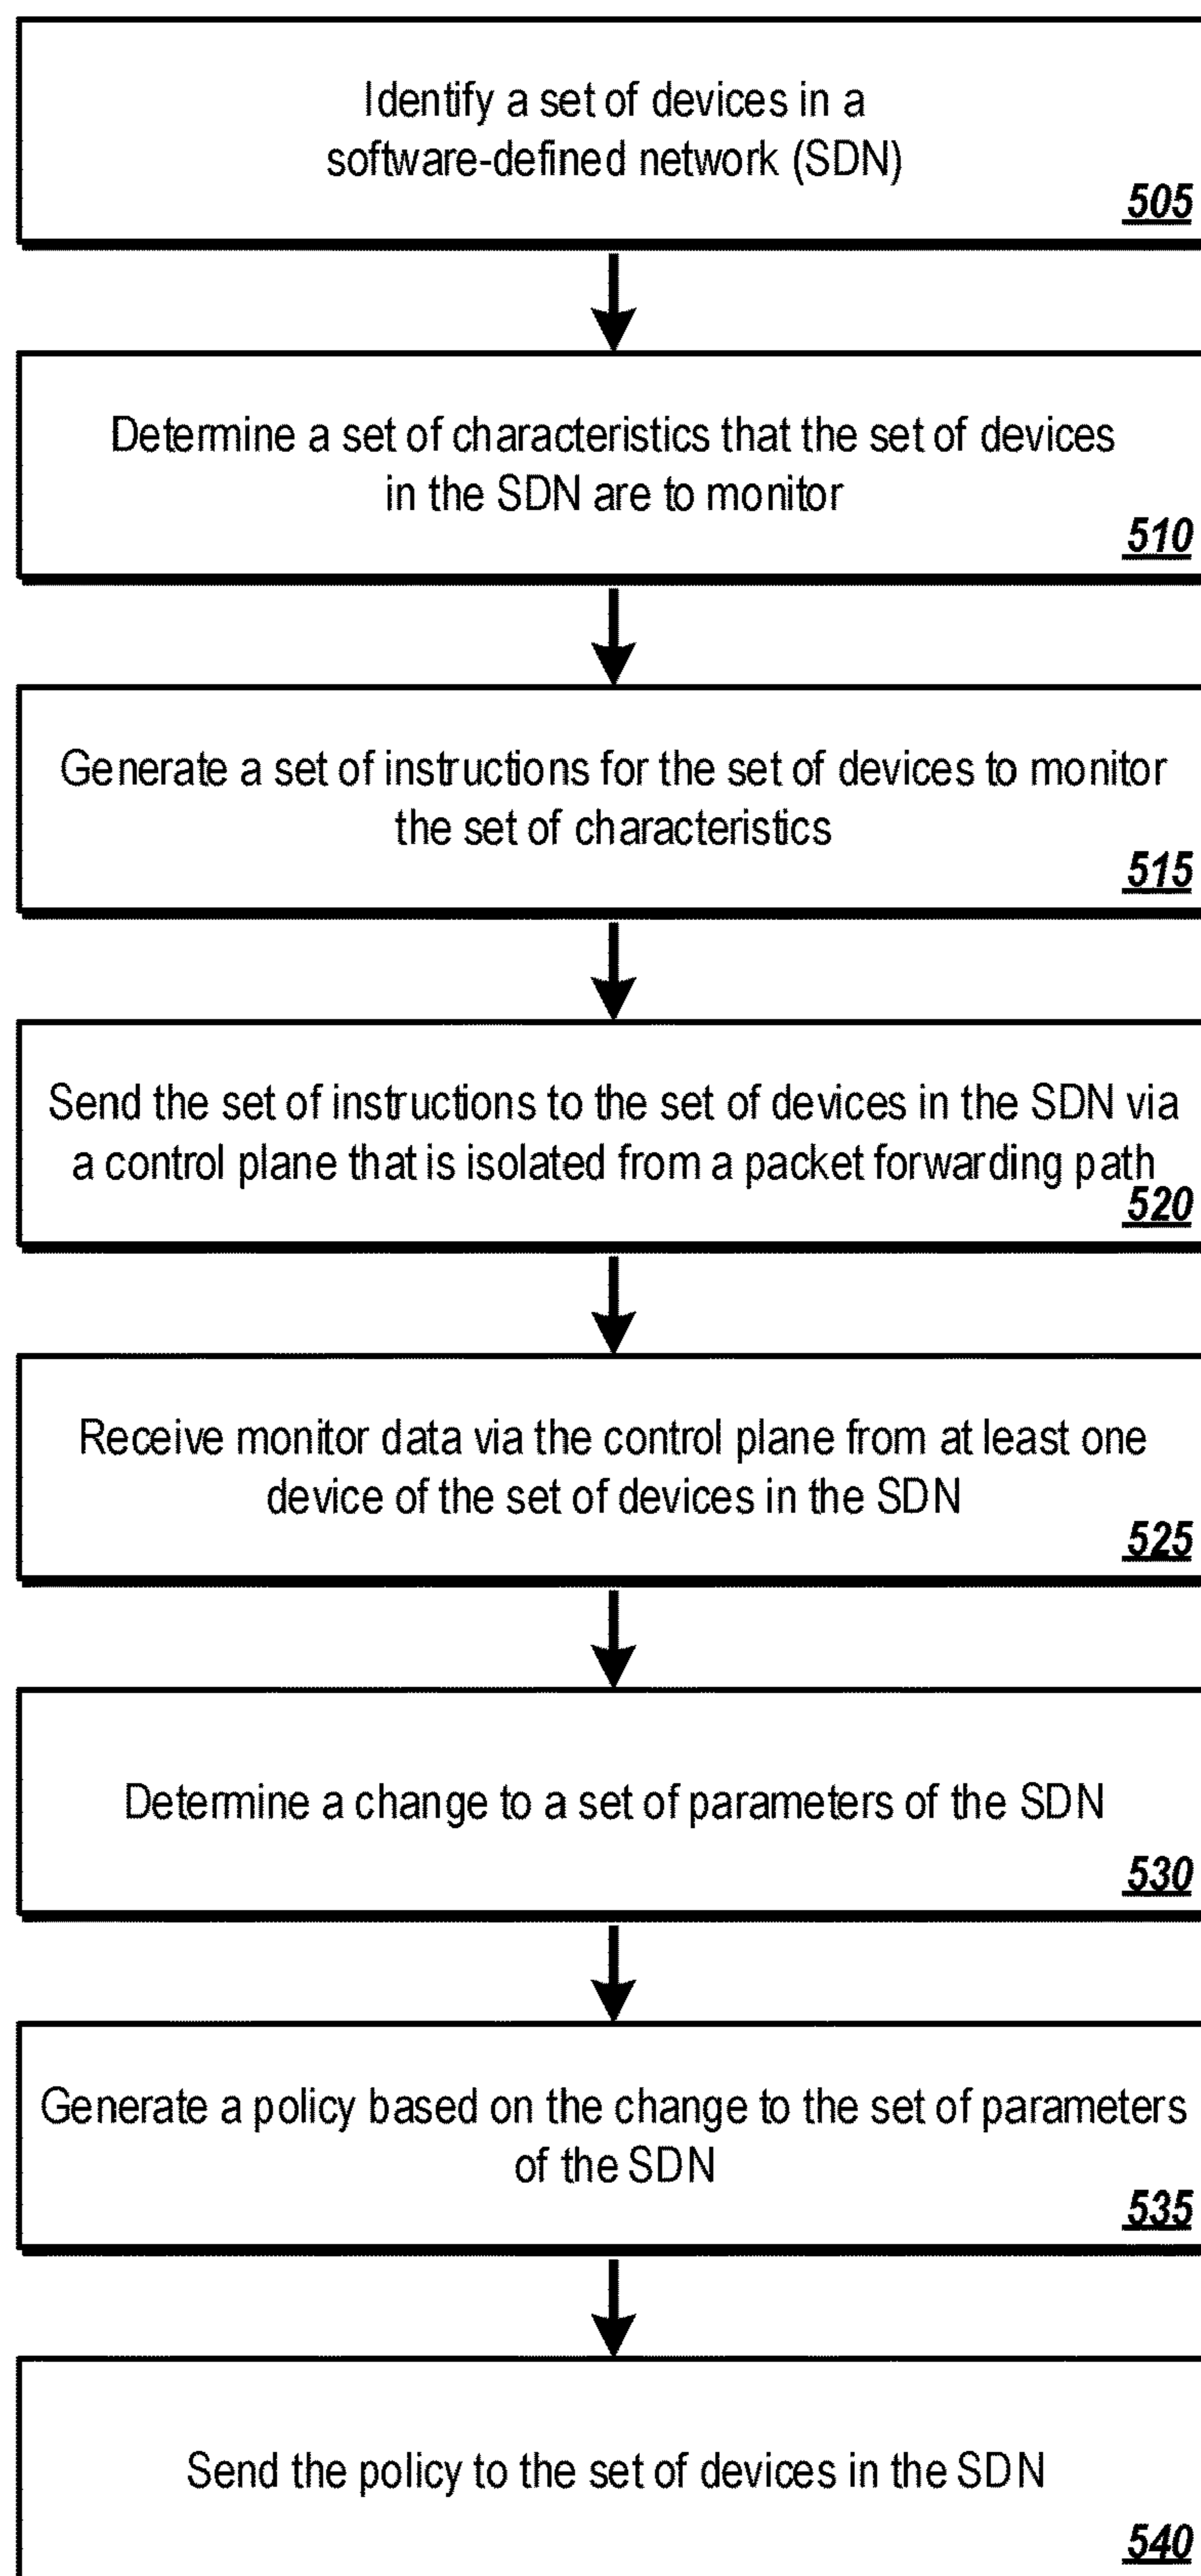 Identify a set of devices in a
software-defined network (SDN)
505
Determine a set of characteristics that the set of devices
in the SDN are to monitor
510
Generate a set of instructions for the set of devices to monitor
the set of characteristics
515
Send the set of instructions to the set of devices in the SDN via
a control plane that is isolated from a packet forwarding path
520
Receive monitor data via the control plane from at least one
device of the set of devices in the SDN
525
Determine a change to a set of parameters of the SDN
530
Generate a policy based on the change to the set of parameters
of the SDN
535
Send the policy to the set of devices in the SDN
540